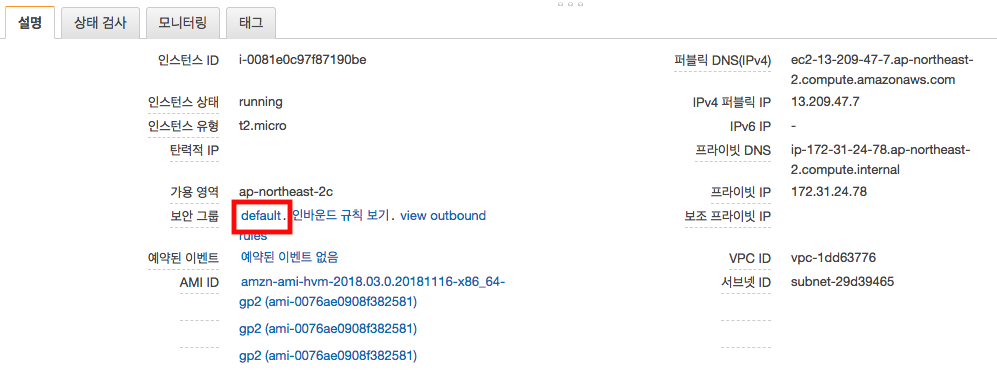 설명 상태 검사 모니터링 태그
인스턴스 ID i-0081e0c97f87190be 퍼블릭 DNS(IPv4) ec2-13-209-47-7.ap-northeast-
2.compute.amazonaws.com
인스턴스 상태 running IPv4 퍼블릭 IP 13.209.47.7
인스턴스 유형 t2.micro IPv6 IP -
탄력적 IP 프라이빗 DNS ip-172-31-24-78.ap-northeast-
2.compute.internal
가용 영역 ap-northeast-2c 프라이빗 IP 172.31.24.78
보안 그룹 default. 인바운드 규칙 보기. view outbound 보조 프라이빗 IP
rules
예약된 이벤트 예약된 이벤트 없음 VPC ID vpc-1dd63776
AMI ID amzn-ami-hvm-2018.03.0.20181116-x86_64- 서브넷 ID subnet-29d39465
gp2 (ami-0076ae0908f382581)
gp2 (ami-0076ae0908f382581)
gp2 (ami-0076ae0908f382581)